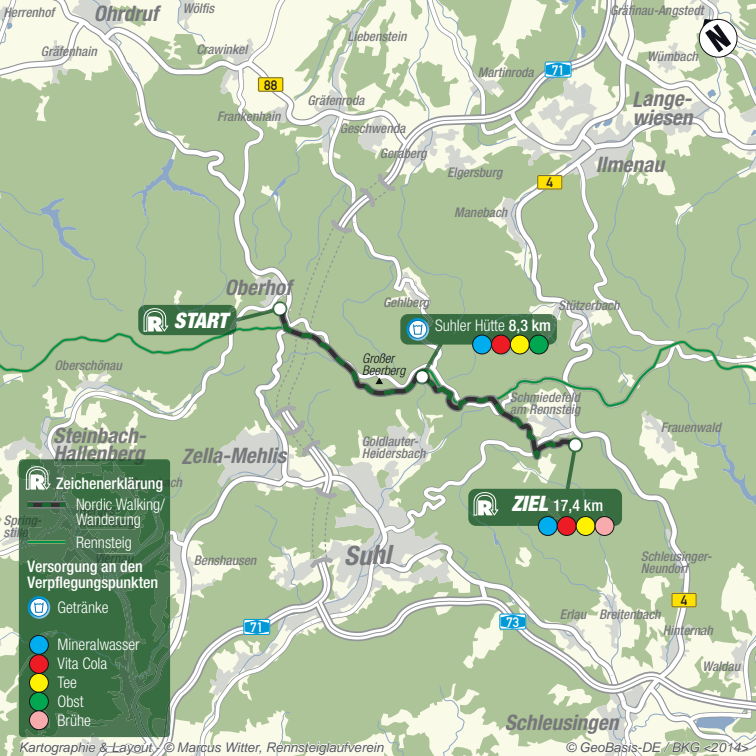 Herrenhof
Ohrdruf
Wölfis
Gräfinau-Angstedt
N
Gräfenhain
Crawinkel
Liebenstein
Wümbach
71
Martinroda
88
Gräfenroda
Lange-
wiesen
Frankenhain
Geschwenda
Geraberg
Ilmenau
Elgersburg
4
Manebach
Oberhof
Gehlberg
Stützerbach
R START
Suhler Hütte 8,3 km
Großer
Beerberg
Oberschönau
Schmiedefeld
am Rennsteig
Steinbach-
Hallenberg
Zella-Mehlis
Goldlauter-
Heidersbach
Frauenwald
R Zeichenerklärung
Nordic Walking/
Wanderung
Rennsteig
Versorgung an den
Verpflegungspunkten
Getränke
Mineralwasser
Vita Cola
Tee
Obst
Brühe
R ZIEL 17,4 km
Spring-
stille
Viernau
Benshausen
Suhl
Schleusinger-
Neundorf
71
73
4
Erlau
Breitenbach
Hinternah
Waldau
Schleusingen
Kartographie & Layout - © Marcus Witter, Rennsteiglaufverein
© GeoBasis-DE / BKG <2014>